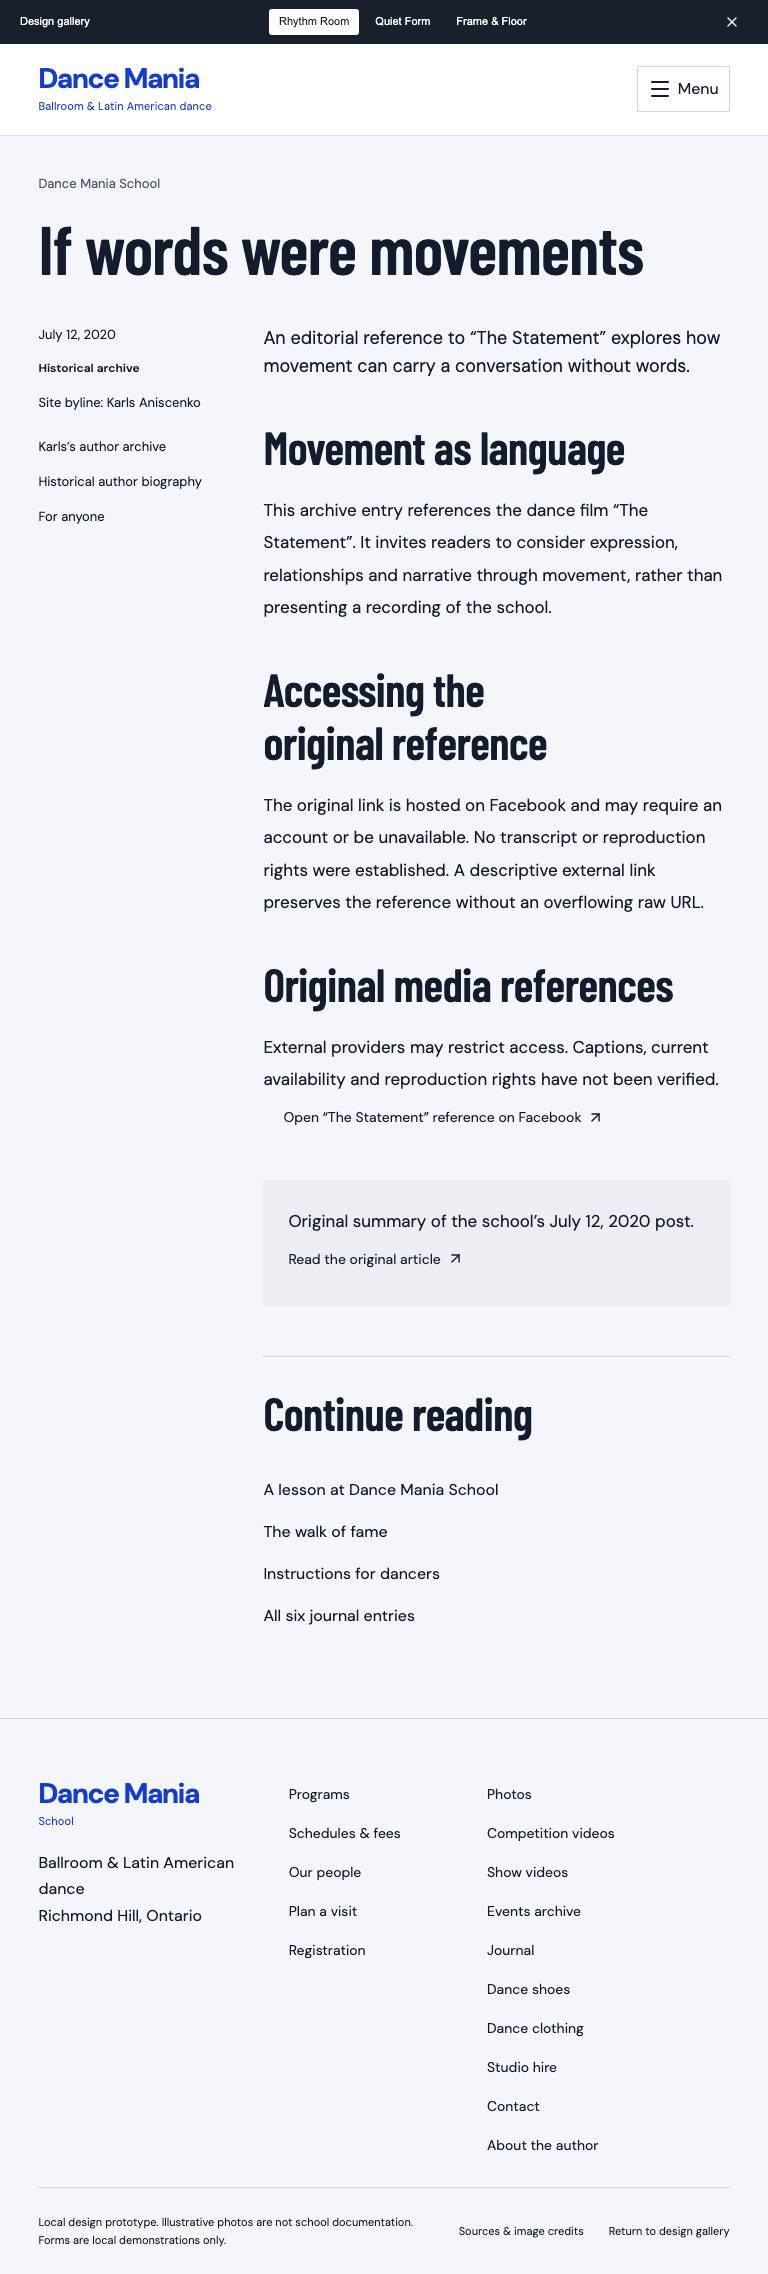 Design gallery
Rhythm Room
Quiet Form
Frame & Floor
Dance Mania
Ballroom & Latin American dance
Menu
Dance Mania School
If words were movements
July 12, 2020
Historical archive
Site byline: Karls Aniscenko
Karls’s author archive
Historical author biography
For anyone
An editorial reference to “The Statement” explores how
movement can carry a conversation without words.
Movement as language
This archive entry references the dance film “The
Statement”. It invites readers to consider expression,
relationships and narrative through movement, rather than
presenting a recording of the school.
Accessing the
original reference
The original link is hosted on Facebook and may require an
account or be unavailable. No transcript or reproduction
rights were established. A descriptive external link
preserves the reference without an overflowing raw URL.
Original media references
External providers may restrict access. Captions, current
availability and reproduction rights have not been verified.
Open “The Statement” reference on Facebook
Original summary of the school’s July 12, 2020 post.
Read the original article
Continue reading
A lesson at Dance Mania School
The walk of fame
Instructions for dancers
All six journal entries
Dance Mania
School
Ballroom & Latin American
dance
Richmond Hill, Ontario
Programs
Schedules & fees
Our people
Plan a visit
Registration
Photos
Competition videos
Show videos
Events archive
Journal
Dance shoes
Dance clothing
Studio hire
Contact
About the author
Local design prototype. Illustrative photos are not school documentation.
Forms are local demonstrations only.
Sources & image credits
Return to design gallery